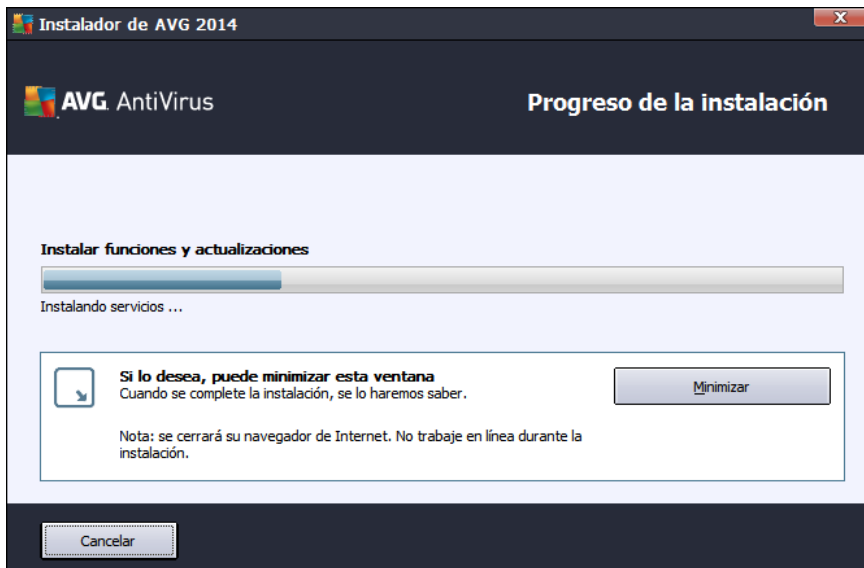 Instalador de AVG 2014
AVG. AntiVirus
Progreso de la instalación
Instalar funciones y actualizaciones
Instalando servicios ...
Si lo desea, puede minimizar esta ventana
Cuando se complete la instalación, se lo haremos saber.
Minimizar
Nota: se cerrará su navegador de Internet. No trabaje en línea durante la
instalación.
Cancelar